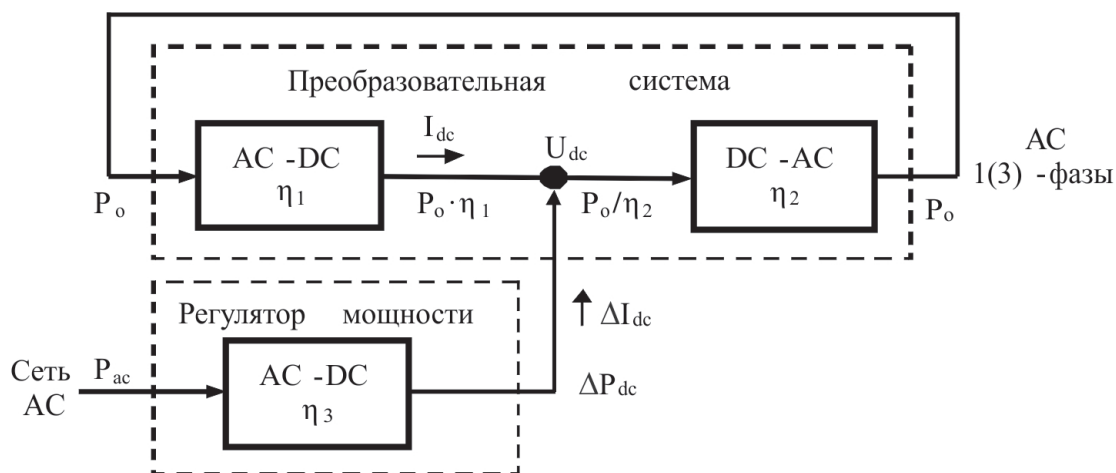 Преобразовательная система
AC -DC
η1
Idc
Udc
DC -AC
η2
AC
1(3) -фазы
Po
Po·η1
Po/η2
Po
Регулятор мощности
ΔIdc
Сеть
AC
Pac
AC -DC
η3
ΔPdc